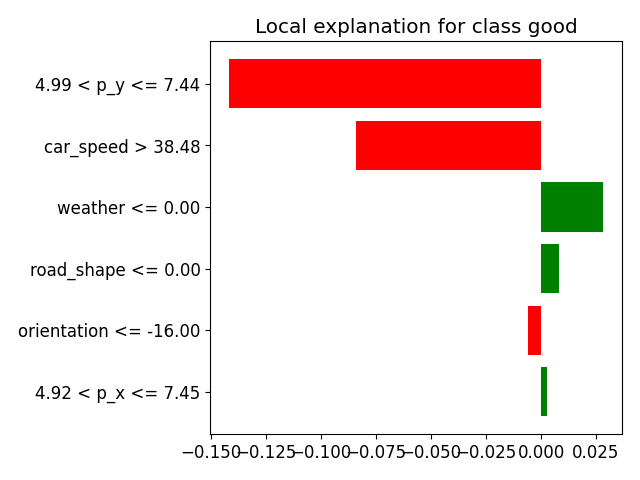 Local explanation for class good
4.99 < p_y <= 7.44
car_speed > 38.48
weather <= 0.00
road_shape <= 0.00
orientation <= -16.00
4.92 < p_x <= 7.45
−0.150 −0.125 −0.100 −0.075 −0.050 −0.025 0.000 0.025